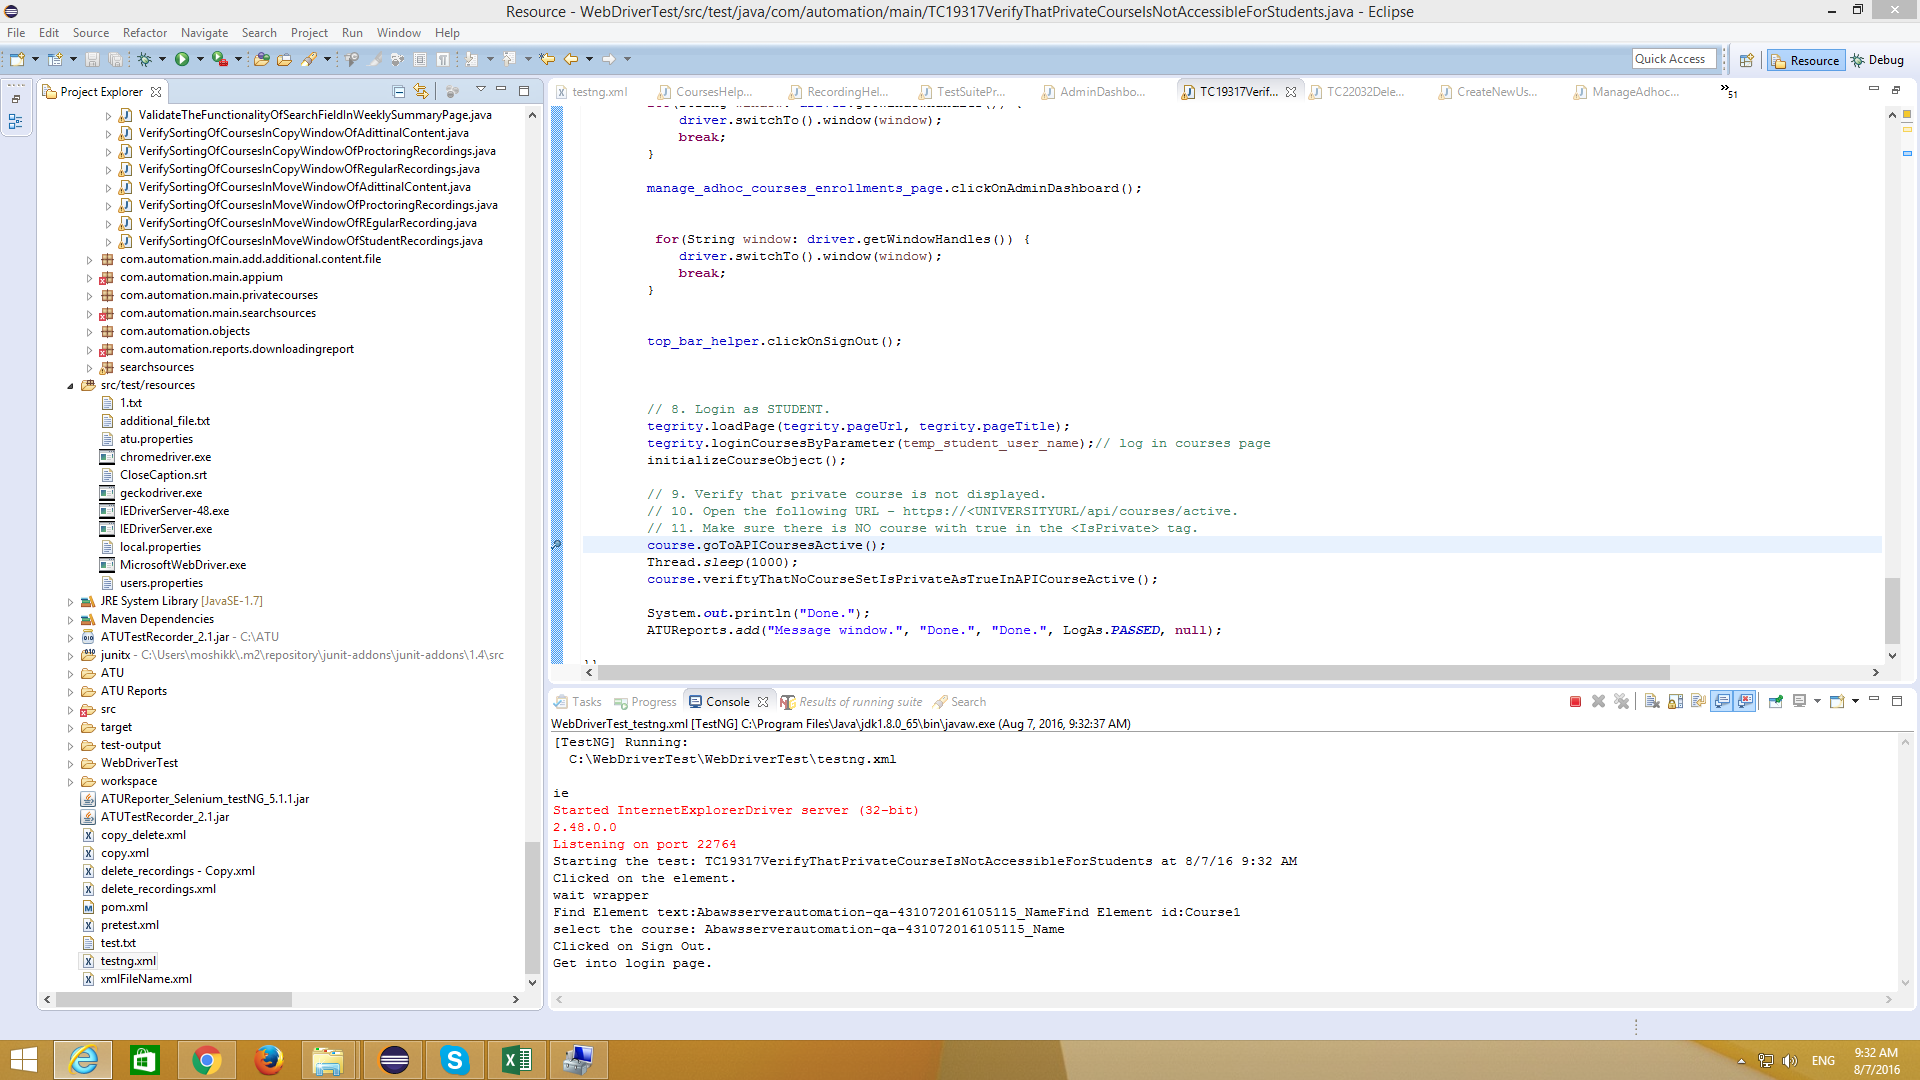 Resource - WebDriverTest/src/test/java/com/automation/main/TC19317VerifyThatPrivateCourseIsNotAccessibleForStudents.java - Eclipse
File Edit Source Refactor Navigate Search Project Run Window Help
Quick Access
Resource
Debug
Project Explorer
ValidateTheFunctionalityOfSearchFieldInWeeklySummaryPage.java
VerifySortingOfCoursesInCopyWindowOfAdittinalContent.java
VerifySortingOfCoursesInCopyWindowOfProctoringRecordings.java
VerifySortingOfCoursesInCopyWindowOfRegularRecordings.java
VerifySortingOfCoursesInMoveWindowOfAdittinalContent.java
VerifySortingOfCoursesInMoveWindowOfProctoringRecordings.java
VerifySortingOfCoursesInMoveWindowOfREgularRecording.java
VerifySortingOfCoursesInMoveWindowOfStudentRecordings.java
com.automation.main.add.additional.content.file
com.automation.main.appium
com.automation.main.privatecourses
com.automation.main.searchsources
com.automation.objects
com.automation.reports.downloadingreport
searchsources
src/test/resources
1.txt
additional_file.txt
atu.properties
chromedriver.exe
CloseCaption.srt
geckodriver.exe
IEDriverServer-48.exe
IEDriverServer.exe
local.properties
MicrosoftWebDriver.exe
users.properties
JRE System Library [JavaSE-1.7]
Maven Dependencies
ATUTestRecorder_2.1.jar - C:\ATU
junitx - C:\Users\moshikk\.m2\repository\junit-addons\junit-addons\1.4\src
ATU
ATU Reports
src
target
test-output
WebDriverTest
workspace
ATUReporter_Selenium_testNG_5.1.1.jar
ATUTestRecorder_2.1.jar
copy_delete.xml
copy.xml
delete_recordings - Copy.xml
delete_recordings.xml
pom.xml
pretest.xml
test.txt
testng.xml
xmlFileName.xml
testng.xml CoursesHelp... RecordingHel... TestSuitePr... AdminDashbo... TC19317Verif... TC22032Dele... CreateNewUs... ManageAdhoc... »51
for(String window: driver.getWindowHandles()) {
driver.switchTo().window(window);
break;
}
manage_adhoc_courses_enrollments_page.clickOnAdminDashboard();
for(String window: driver.getWindowHandles()) {
driver.switchTo().window(window);
break;
}
top_bar_helper.clickOnSignOut();
// 8. Login as STUDENT.
tegrity.loadPage(tegrity.pageUrl, tegrity.pageTitle);
tegrity.loginCoursesByParameter(temp_student_user_name);// log in courses page
initializeCourseObject();
// 9. Verify that private course is not displayed.
// 10. Open the following URL - https://<UNIVERSITYURL/api/courses/active.
// 11. Make sure there is NO course with true in the <IsPrivate> tag.
course.goToAPICoursesActive();
Thread.sleep(1000);
course.veriftyThatNoCourseSetIsPrivateAsTrueInAPICourseActive();
System.out.println("Done.");
ATUReports.add("Message window.", "Done.", "Done.", LogAs.PASSED, null);
}}
Tasks Progress Console Results of running suite Search
WebDriverTest_testng.xml [TestNG] C:\Program Files\Java\jdk1.8.0_65\bin\javaw.exe (Aug 7, 2016, 9:32:37 AM)
[TestNG] Running:
C:\WebDriverTest\WebDriverTest\testng.xml
ie
Started InternetExplorerDriver server (32-bit)
2.48.0.0
Listening on port 22764
Starting the test: TC19317VerifyThatPrivateCourseIsNotAccessibleForStudents at 8/7/16 9:32 AM
Clicked on the element.
wait wrapper
Find Element text:Abawsserverautomation-qa-431072016105115_NameFind Element id:Course1
select the course: Abawsserverautomation-qa-431072016105115_Name
Clicked on Sign Out.
Get into login page.
ENG
9:32 AM
8/7/2016